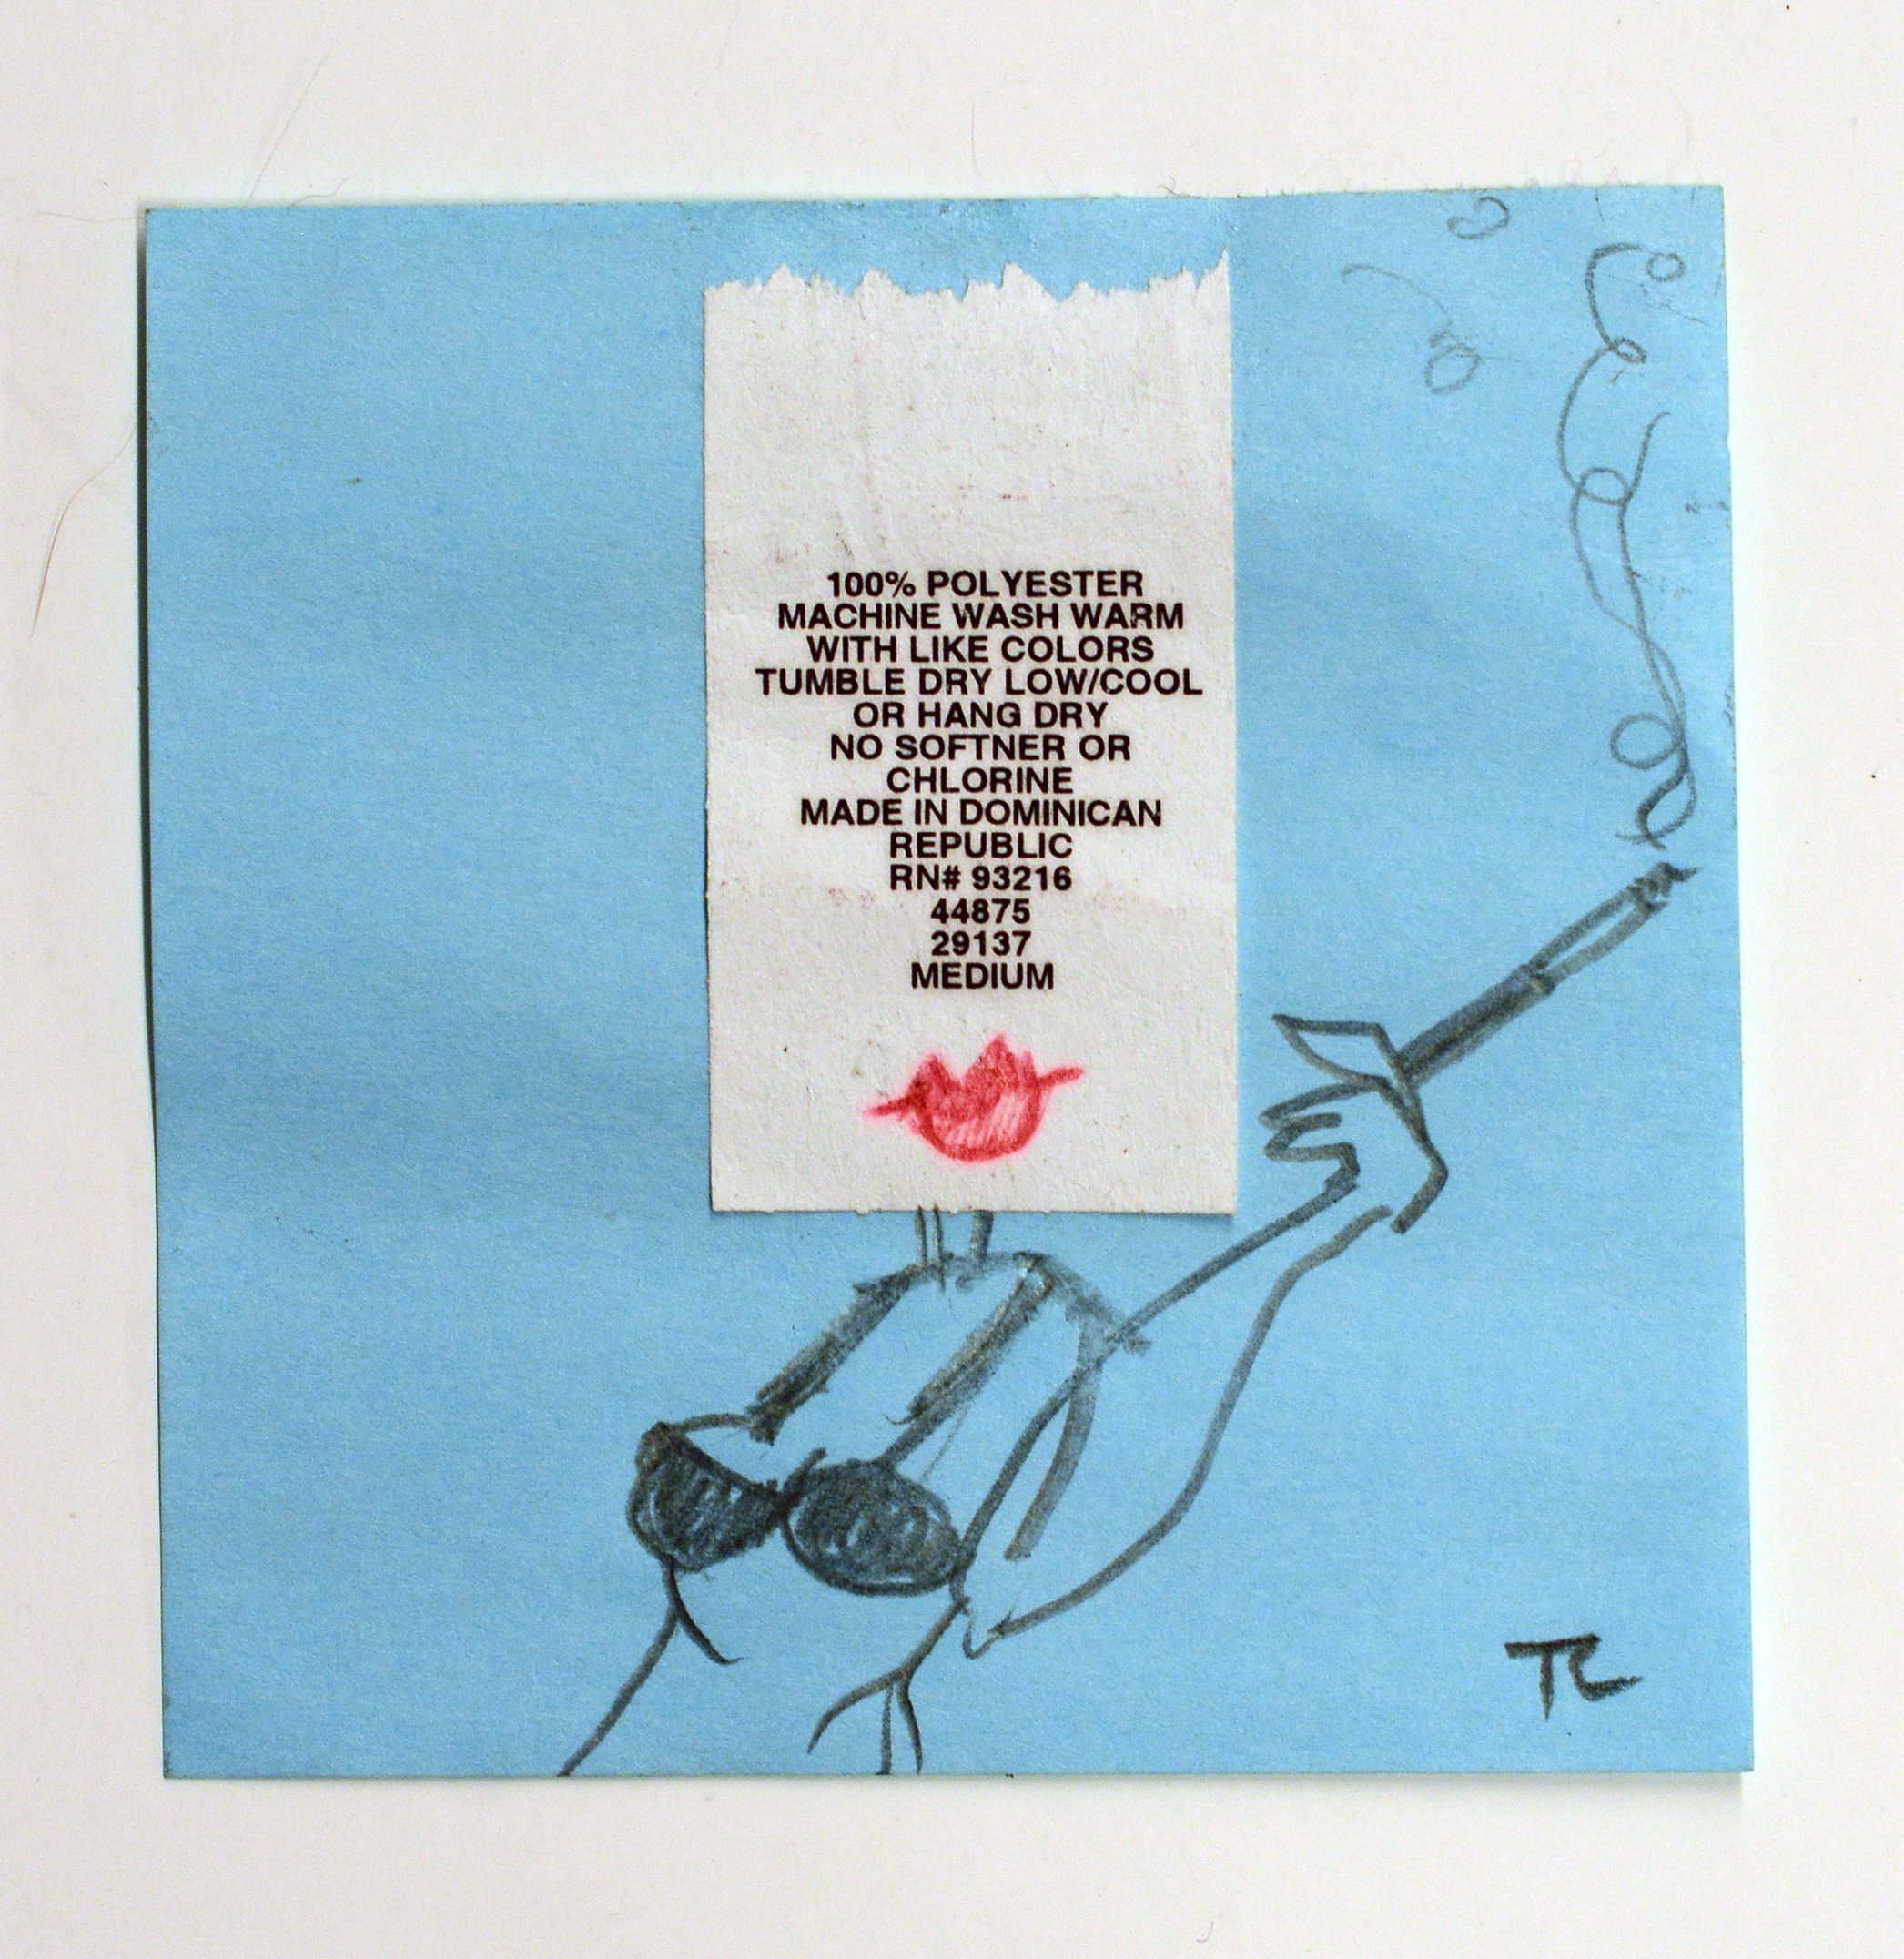 100% POLYESTER
MACHINE WASH WARM
WITH LIKE COLORS
TUMBLE DRY LOW/COOL
OR HANG DRY
NO SOFTNER OR
CHLORINE
MADE IN DOMINICAN
REPUBLIC
RN# 93216
44875
29137
MEDIUM
TC